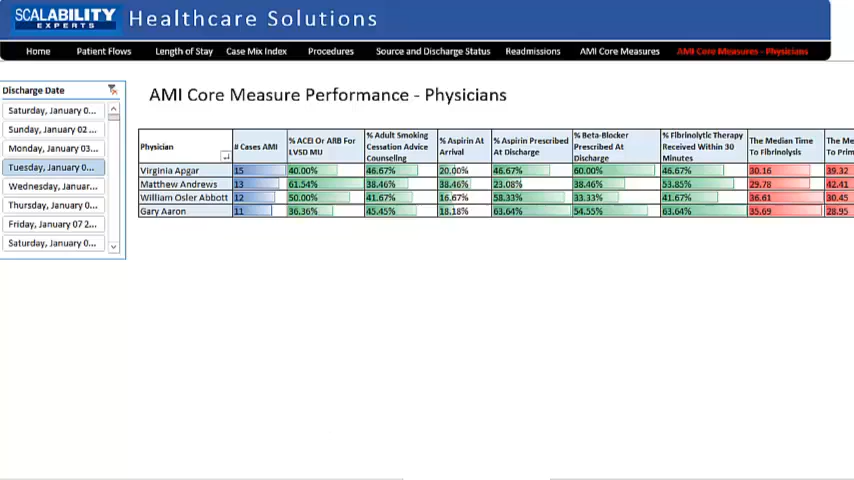 SCALABILITY
EXPERTS
Healthcare Solutions
Home Patient Flows Length of Stay Case Mix Index Procedures Source and Discharge Status Readmissions AMI Core Measures AMI Core Measures - Physicians
Discharge Date
Saturday, January 0...
Sunday, January 02 ...
Monday, January 03...
Tuesday, January 0...
Wednesday, Januar...
Thursday, January 0...
Friday, January 07 2...
Saturday, January 0...
AMI Core Measure Performance - Physicians
Physician # Cases AMI % ACEI Or ARB For LVSD MU % Adult Smoking Cessation Advice Counseling % Aspirin At Arrival % Aspirin Prescribed At Discharge % Beta-Blocker Prescribed At Discharge % Fibrinolytic Therapy Received Within 30 Minutes The Median Time To Fibrinolysis The Me To Prim
Virginia Apgar 15 40.00% 46.67% 20.00% 46.67% 60.00% 46.67% 30.16 39.32
Matthew Andrews 13 61.54% 38.46% 38.46% 23.08% 38.46% 53.85% 29.78 42.41
William Osler Abbott 12 50.00% 41.67% 16.67% 58.33% 33.33% 41.67% 36.61 30.45
Gary Aaron 11 36.36% 45.45% 18.18% 63.64% 54.55% 63.64% 35.69 28.95